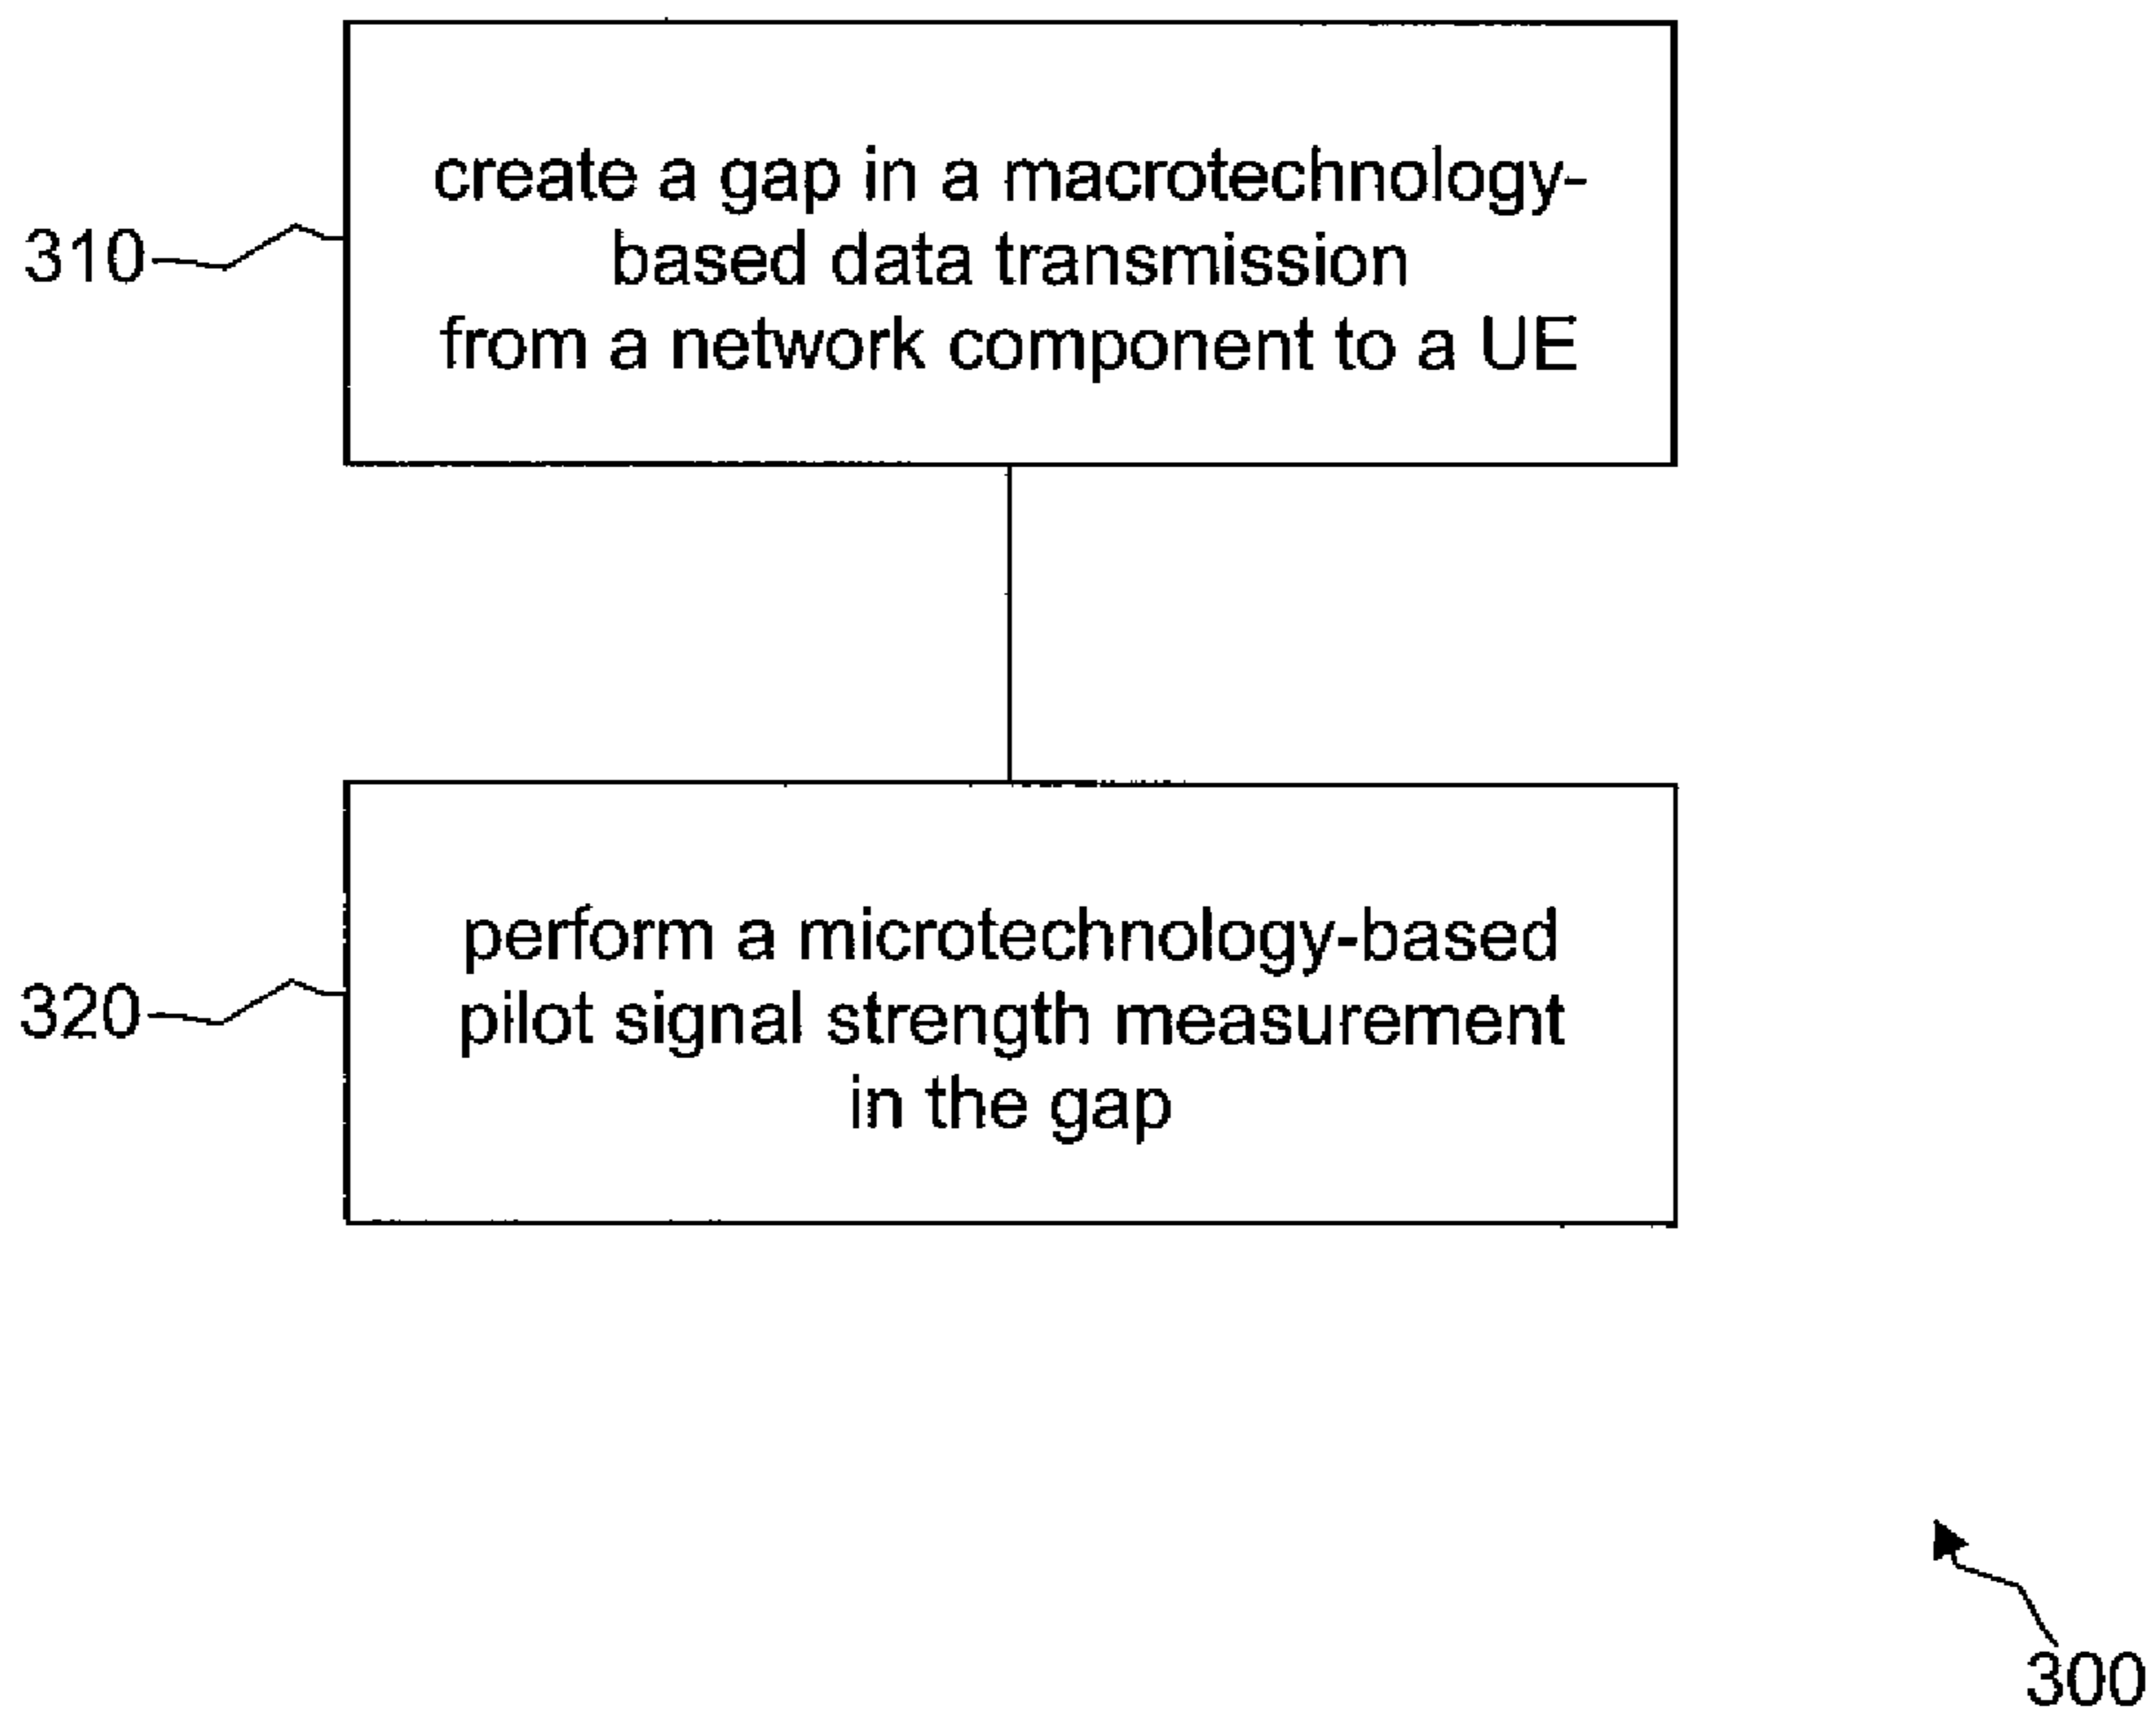 create a gap in a macrotechnology-
based data transmission
from a network component to a UE
310
perform a microtechnology-based
pilot signal strength measurement
in the gap
320
300